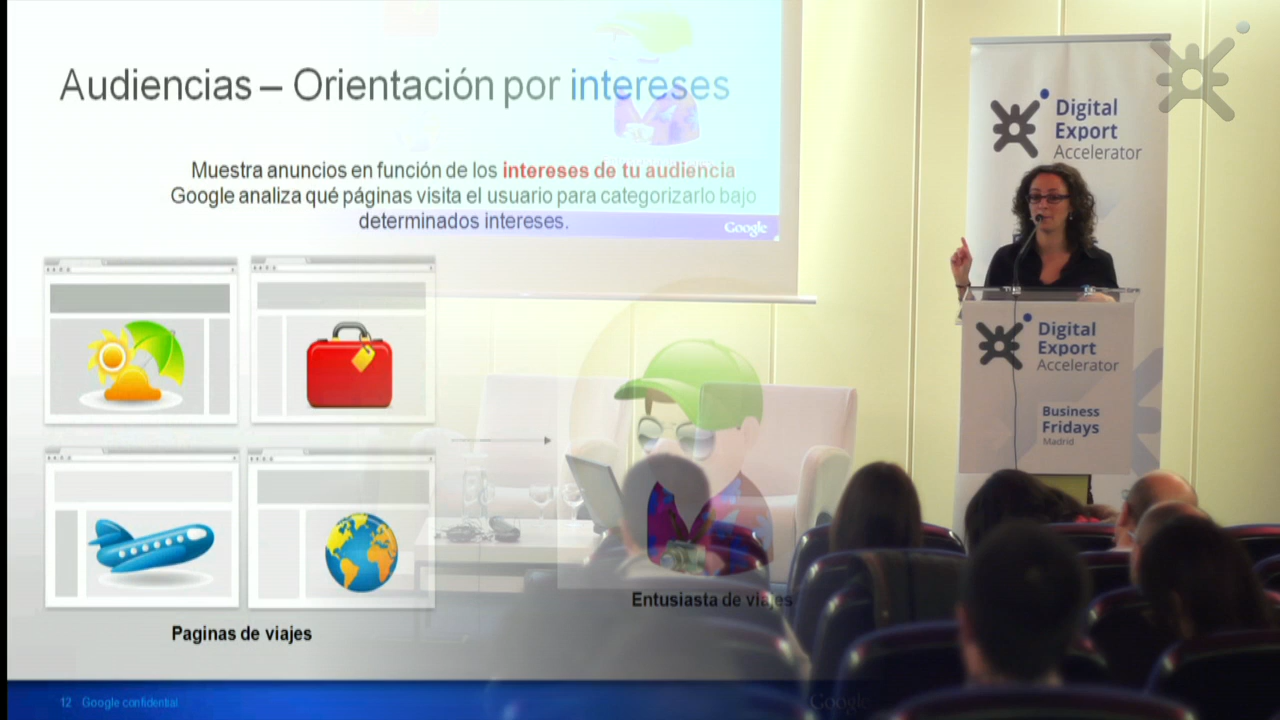 Audiencias – Orientación por intereses
Muestra anuncios en función de los intereses de tu audiencia
Google analiza qué páginas visita el usuario para categorizarlo bajo
determinados intereses.
Google
Paginas de viajes
Entusiasta de viajes
12 Google confidential
Google
Digital
Export
Accelerator
Digital
Export
Accelerator
Business
Fridays
Madrid